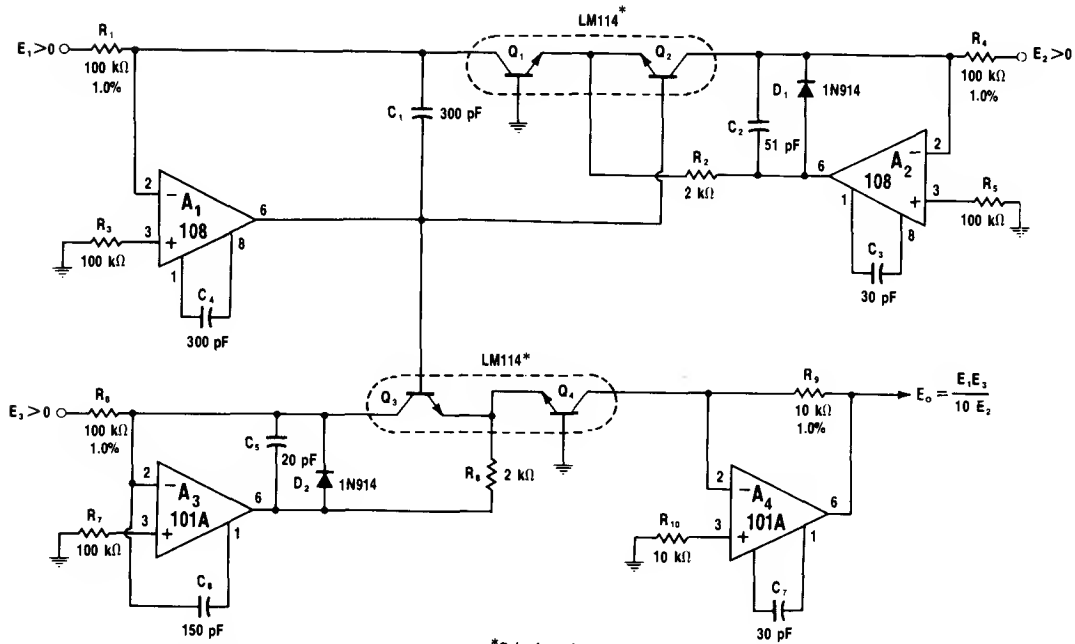 LM114*
E₁>0
R₁
100 kΩ
1.0%
Q₁
Q₂
R₄
100 kΩ
1.0%
E₂>0
C₁
300 pF
C₂
51 pF
D₁
1N914
R₂
2 kΩ
2
−
A₁
108
3
+
6
8
1
R₃
100 kΩ
C₄
300 pF
6
A₂
108
−
2
+
3
1
8
R₅
100 kΩ
C₃
30 pF
LM114*
Q₃
Q₄
E₃>0
R₆
100 kΩ
1.0%
C₅
20 pF
D₂
1N914
R₈
2 kΩ
2
−
A₃
101A
3
+
6
1
R₇
100 kΩ
C₆
150 pF
R₉
10 kΩ
1.0%
E₀ = E₁E₃ / 10 E₂
2
−
A₄
101A
3
+
6
1
R₁₀
10 kΩ
C₇
30 pF